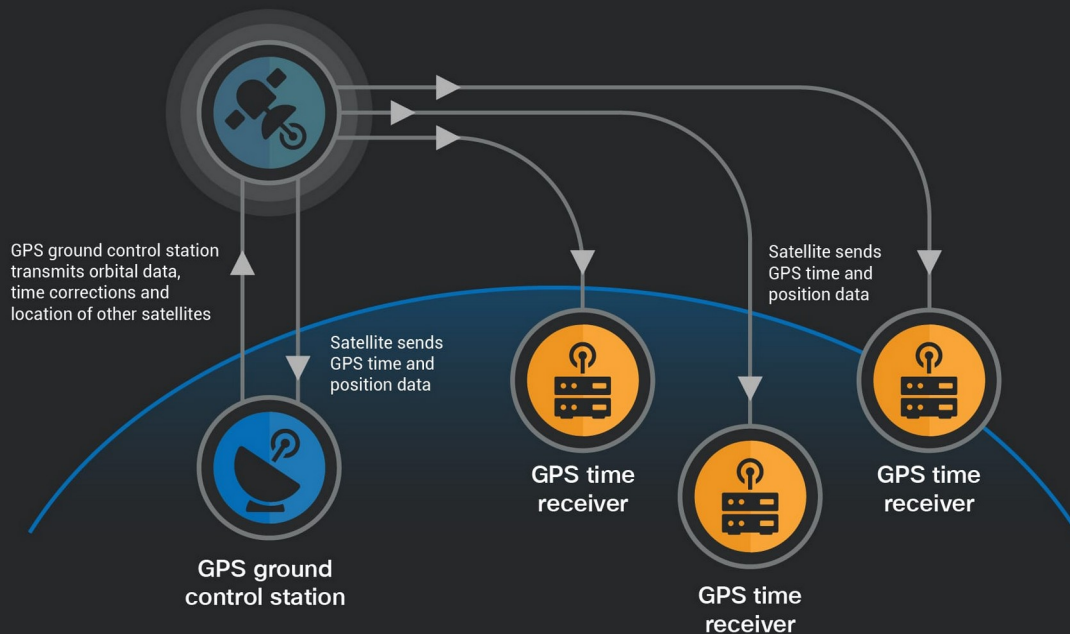 GPS ground control station
transmits orbital data,
time corrections and
location of other satellites
Satellite sends
GPS time and
position data
Satellite sends
GPS time and
position data
GPS time
receiver
GPS time
receiver
GPS time
receiver
GPS ground
control station